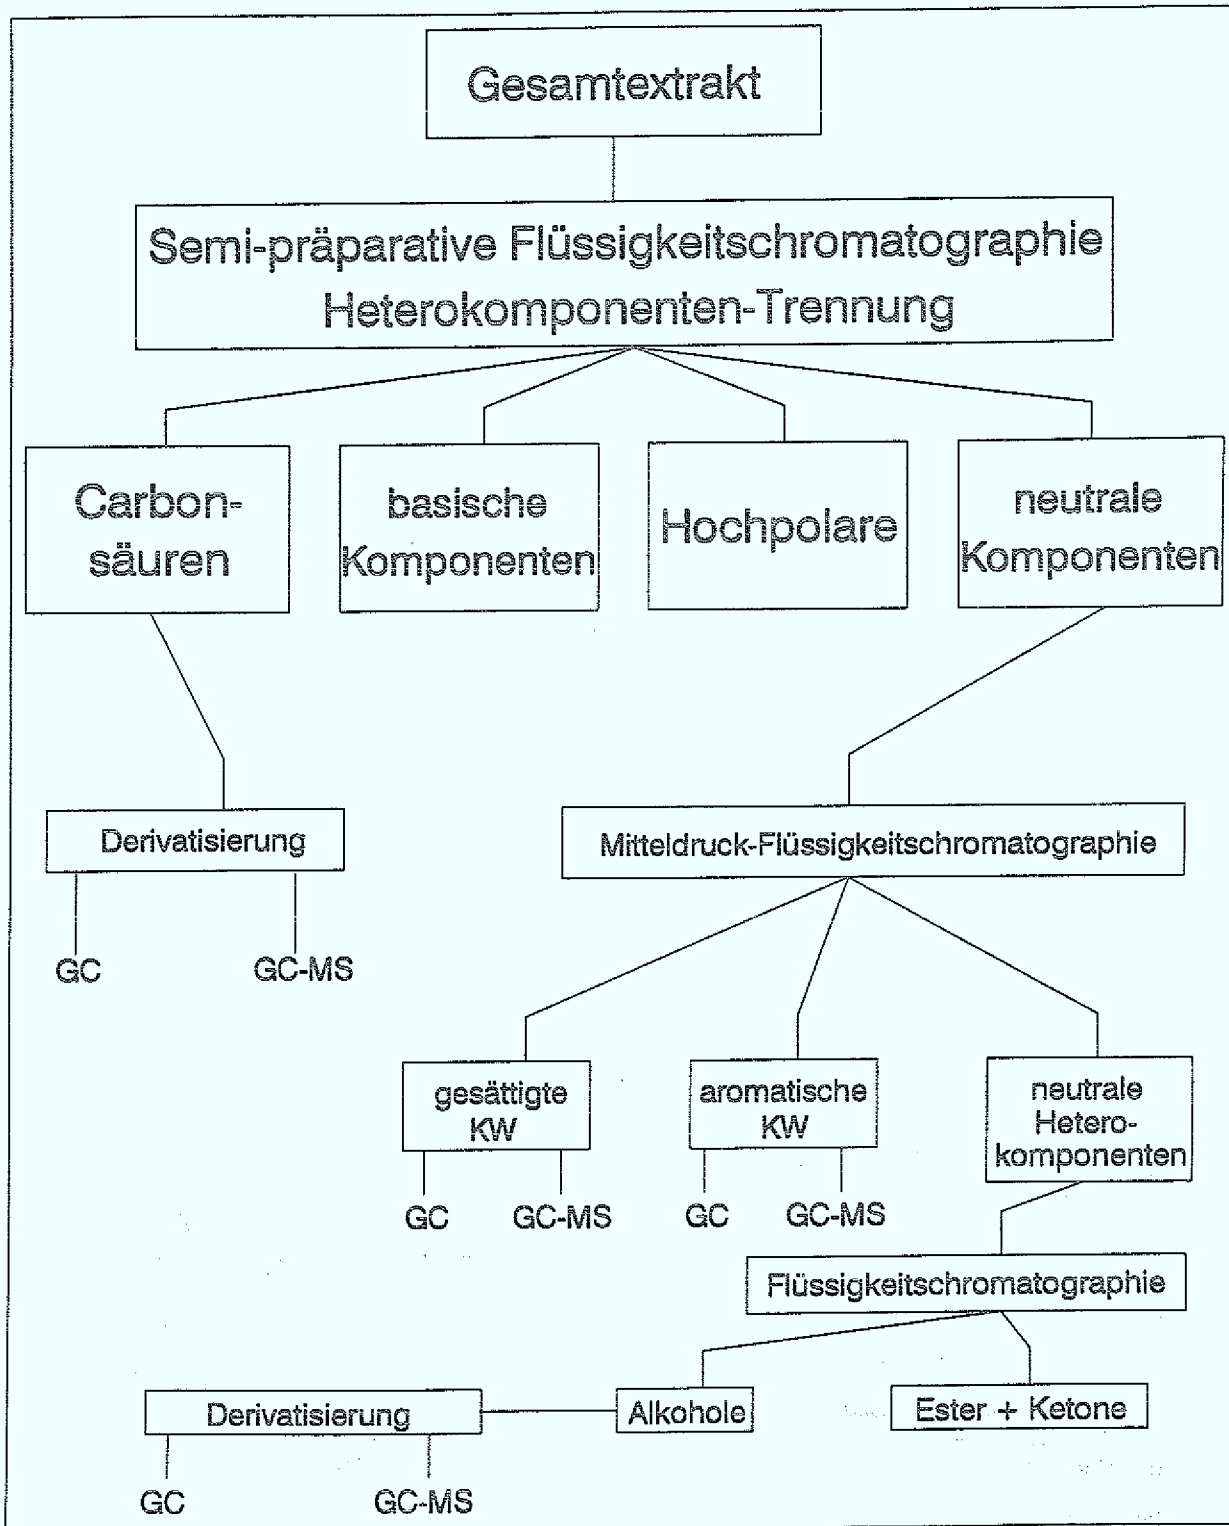 Gesamtextrakt
Semi-präparative Flüssigkeitschromatographie
Heterokomponenten-Trennung
Carbon-
säuren
basische
Komponenten
Hochpolare
neutrale
Komponenten
Derivatisierung
Mitteldruck-Flüssigkeitschromatographie
GC
GC-MS
gesättigte
KW
aromatische
KW
neutrale
Hetero-
komponenten
GC
GC-MS
GC
GC-MS
Flüssigkeitschromatographie
Derivatisierung
Alkohole
Ester + Ketone
GC
GC-MS